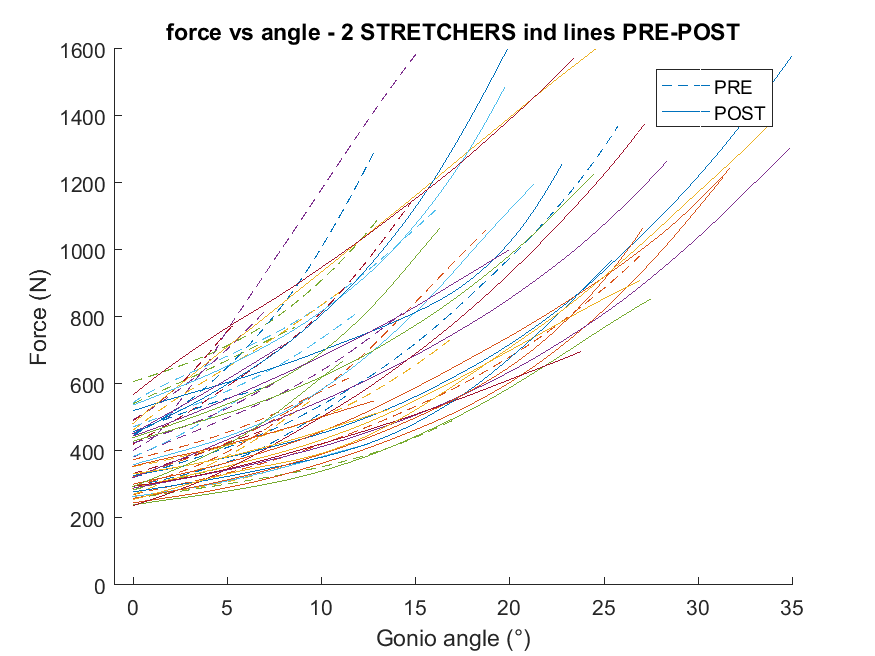 force vs angle - 2 STRETCHERS ind lines PRE-POST
1600
1400
1200
1000
800
600
400
200
0
Force (N)
PRE
POST
0 5 10 15 20 25 30 35
Gonio angle (°)